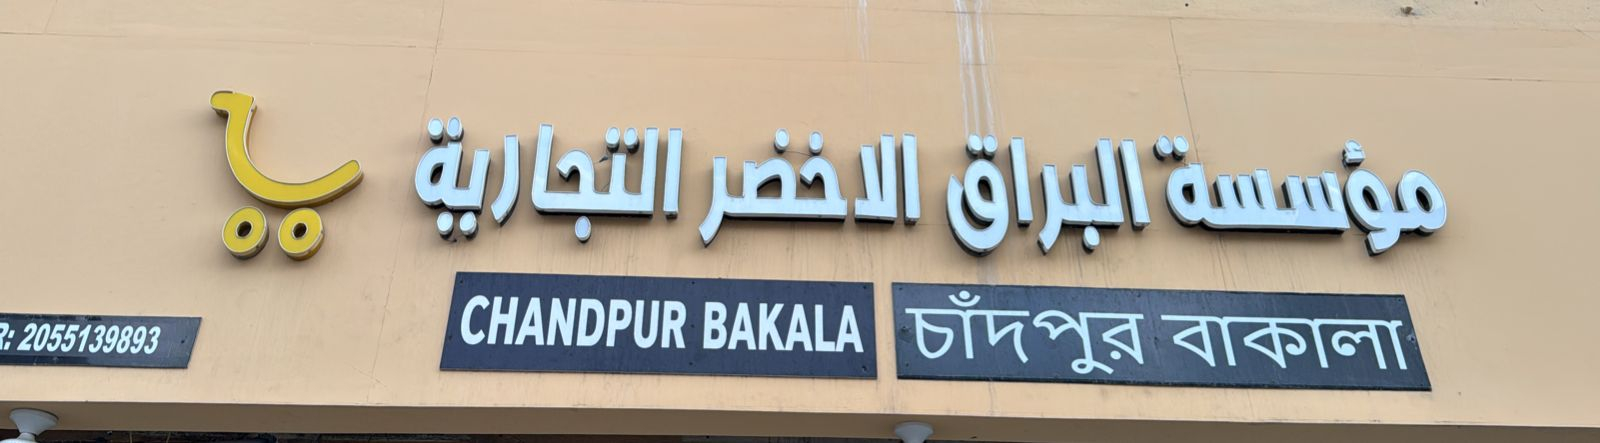 مؤسسة البراق الاخضر التجارية
CHANDPUR BAKALA
চাঁদপুর বাকালা
R: 2055139893